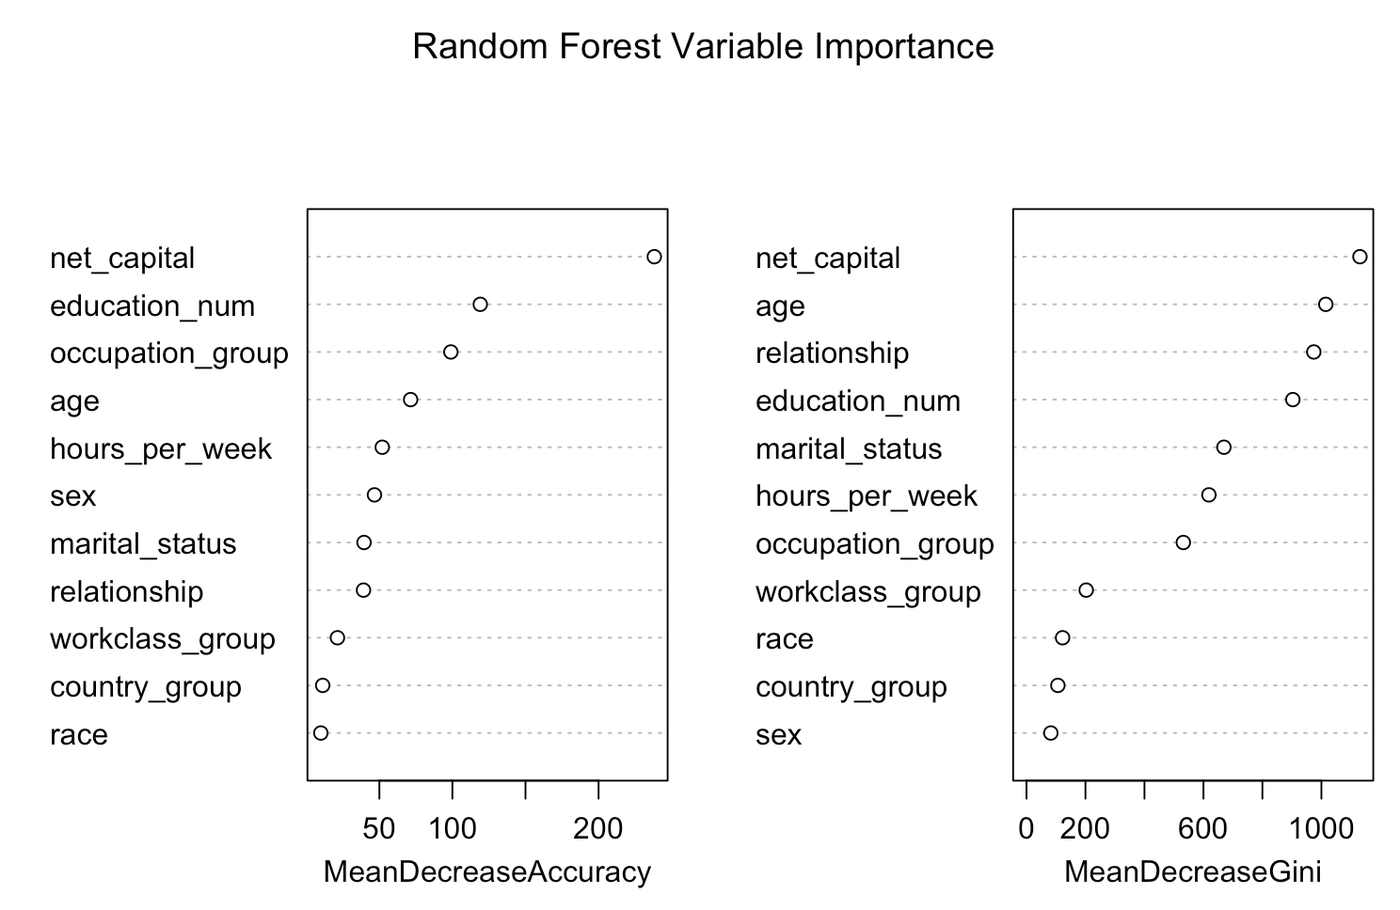 Random Forest Variable Importance
net_capital
education_num
occupation_group
age
hours_per_week
sex
marital_status
relationship
workclass_group
country_group
race
50 100 200
MeanDecreaseAccuracy
net_capital
age
relationship
education_num
marital_status
hours_per_week
occupation_group
workclass_group
race
country_group
sex
0 200 600 1000
MeanDecreaseGini